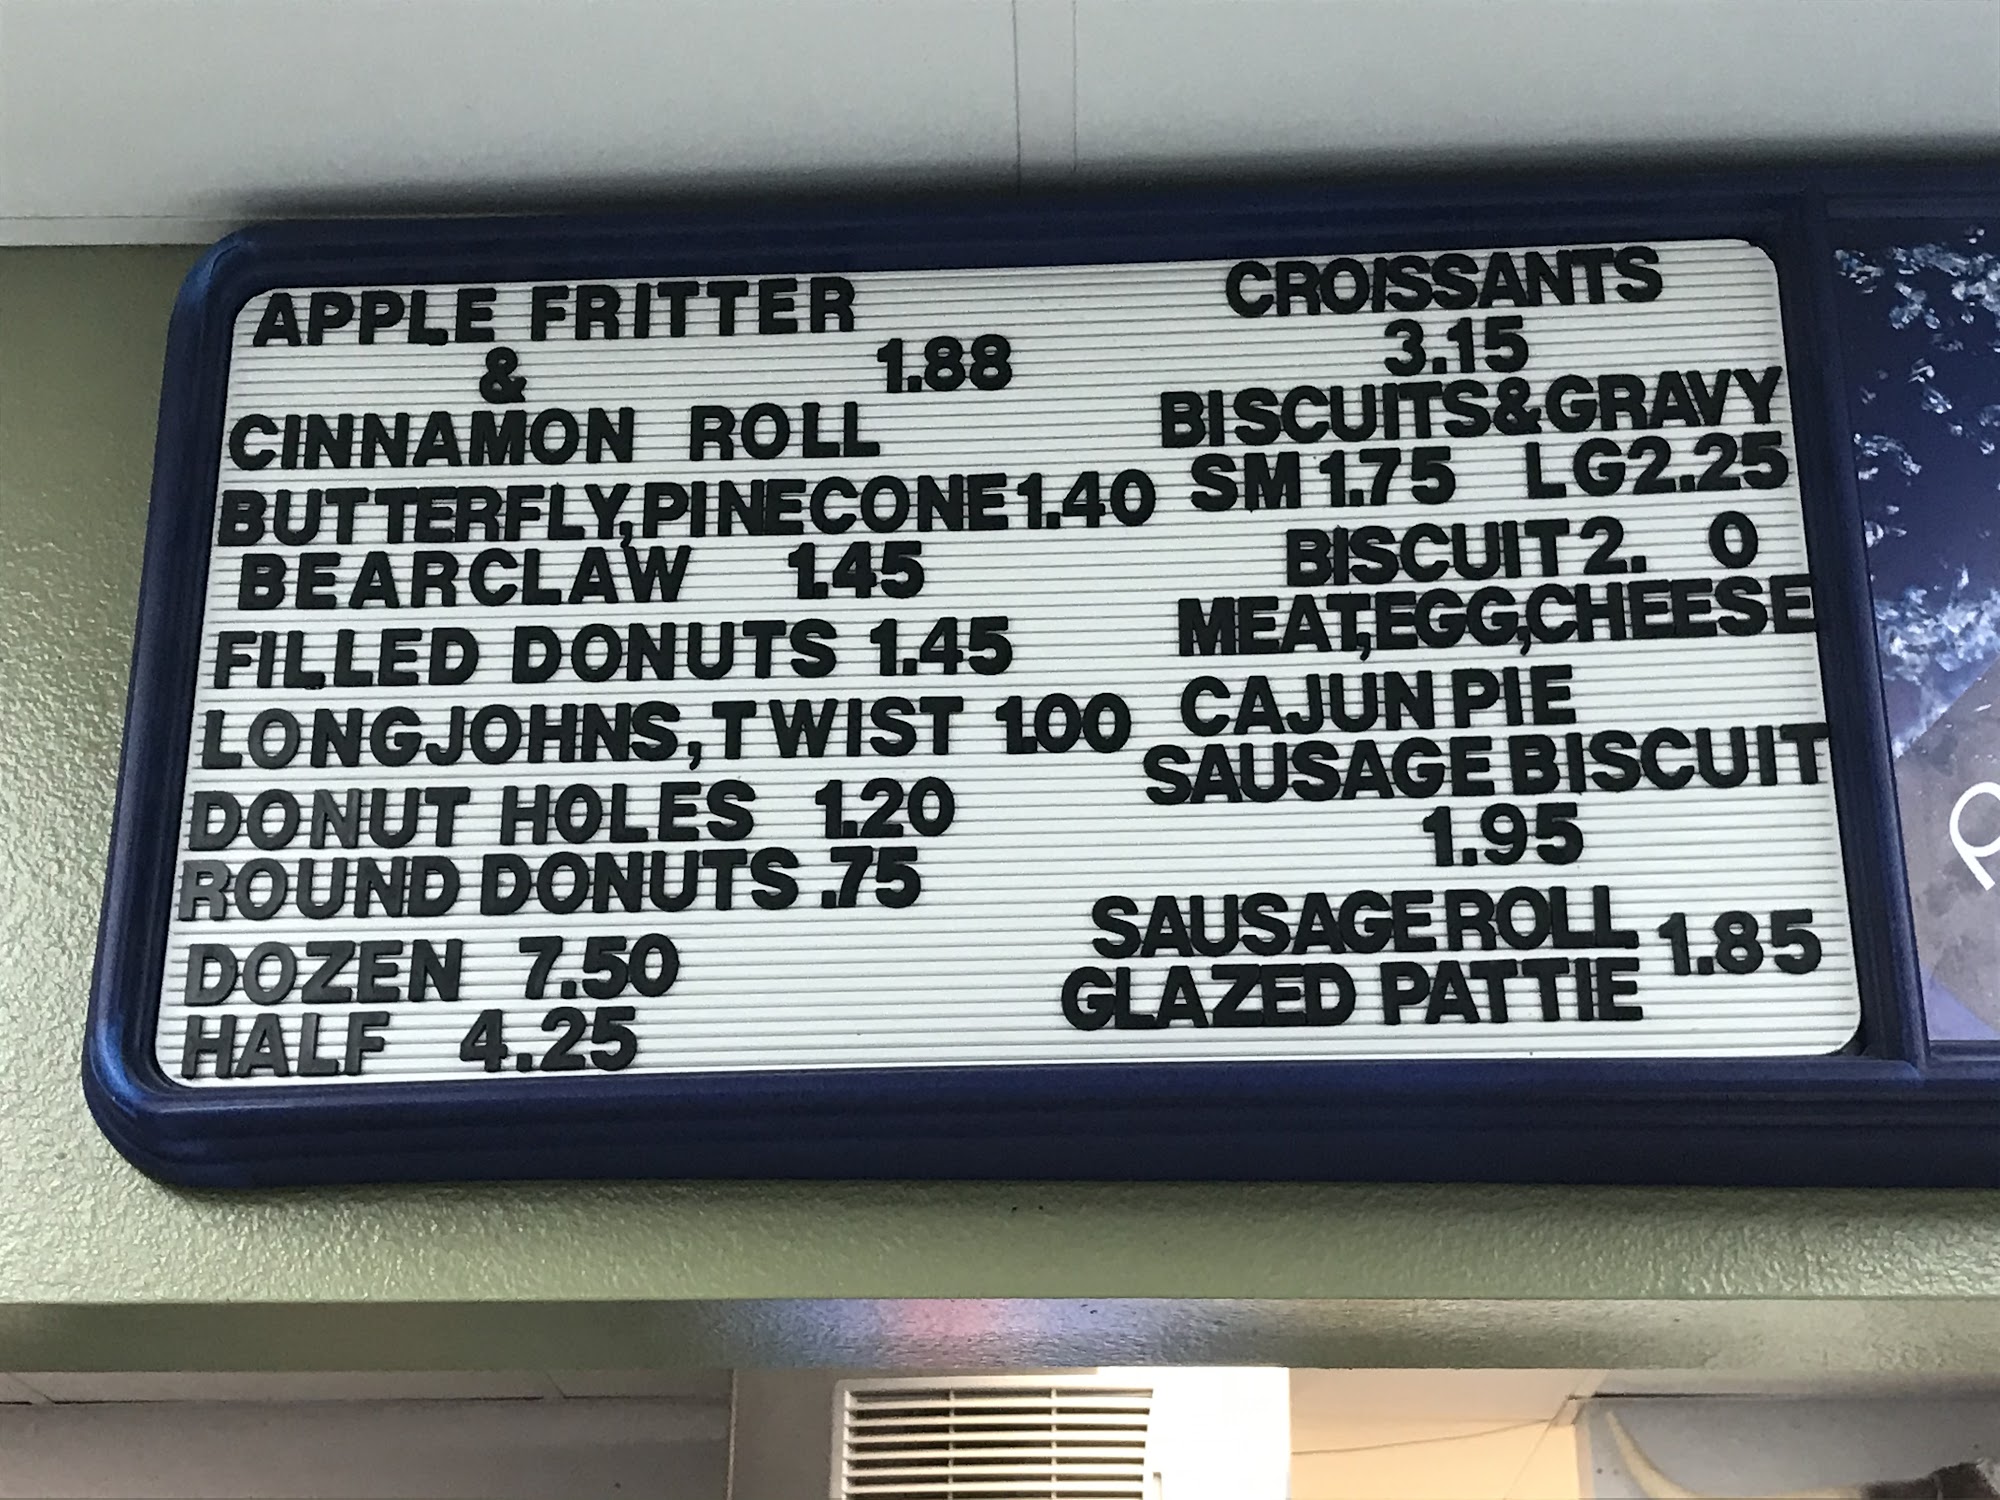 APPLE FRITTER
& 1.88
CINNAMON ROLL
BUTTERFLY,PINECONE 1.40
BEARCLAW 1.45
FILLED DONUTS 1.45
LONGJOHNS,TWIST 1.00
DONUT HOLES 1.20
ROUND DONUTS .75
DOZEN 7.50
HALF 4.25
CROISSANTS
3.15
BISCUITS&GRAVY
SM 1.75 LG 2.25
BISCUIT 2. 0
MEAT,EGG,CHEESE
CAJUN PIE
SAUSAGE BISCUIT
1.95
SAUSAGE ROLL 1.85
GLAZED PATTIE